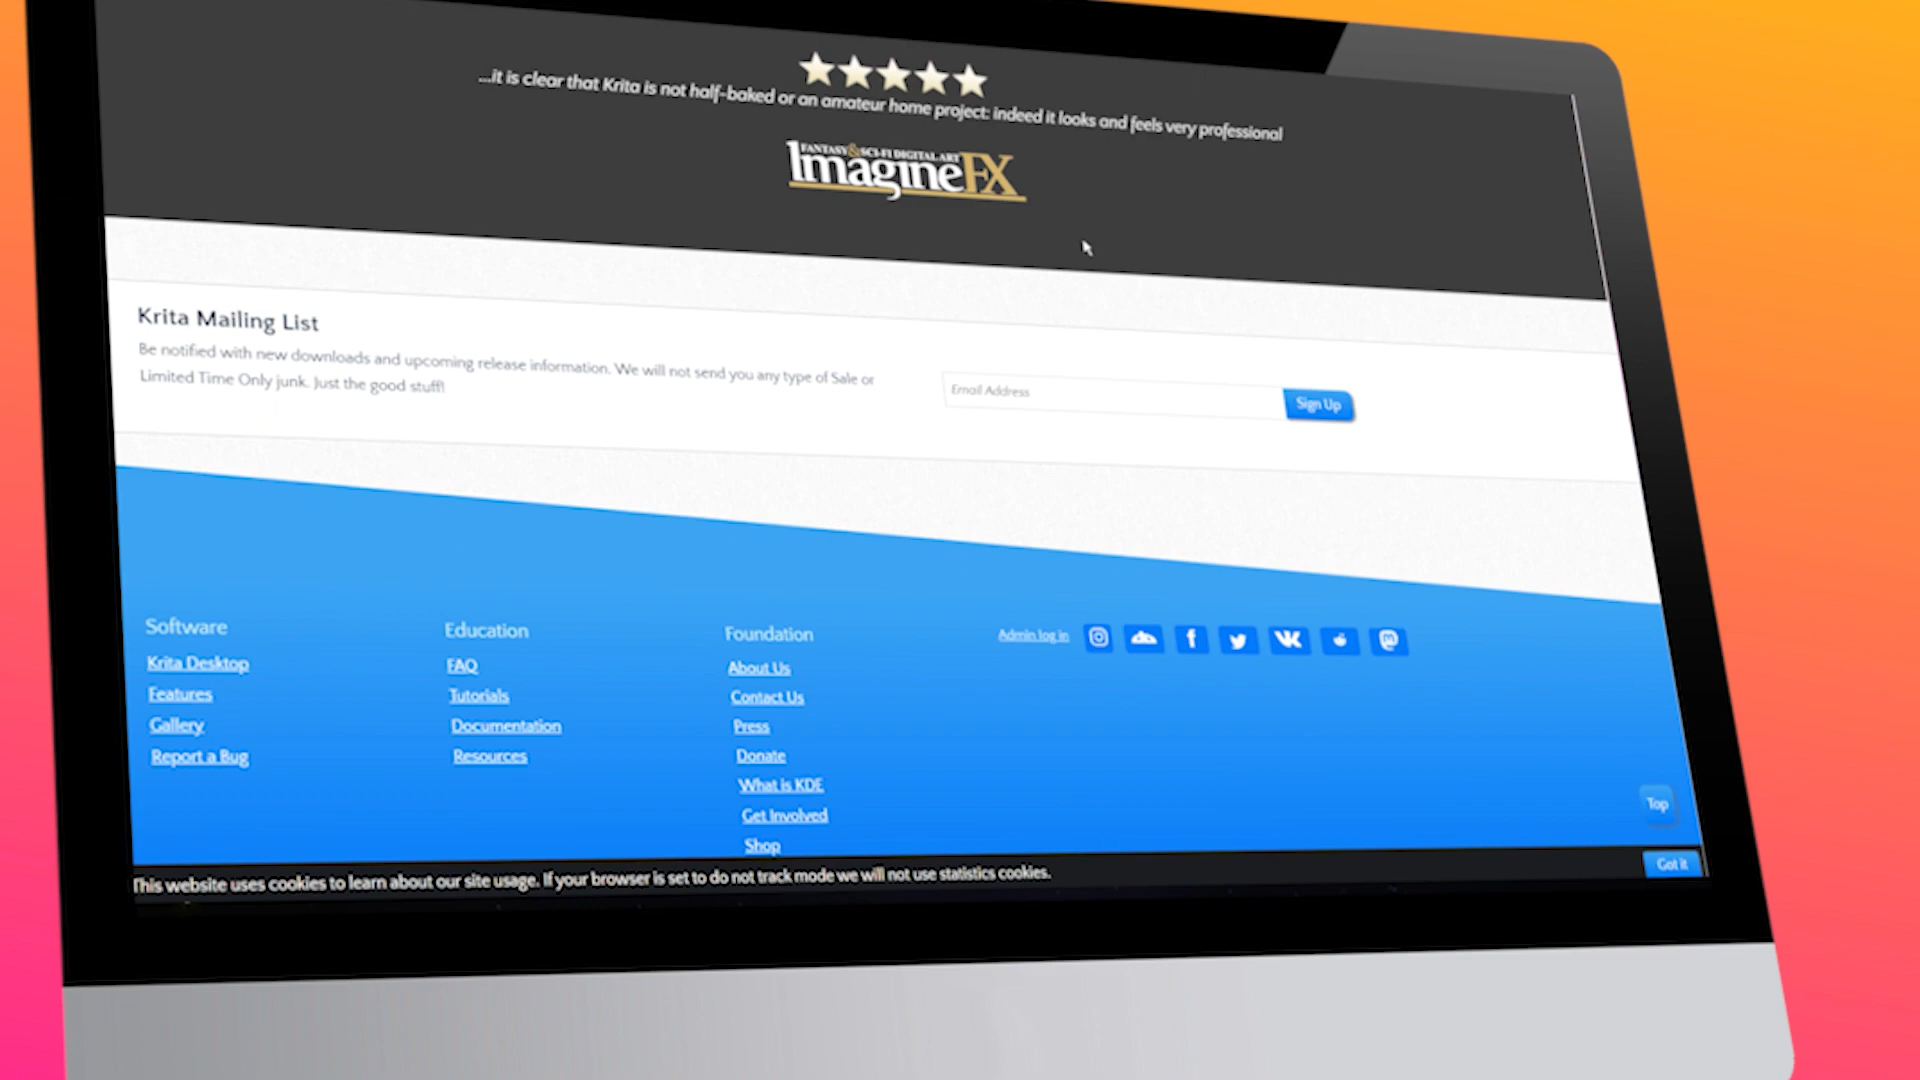 ...it is clear that Krita is not half-baked or an amateur home project: indeed it looks and feels very professional
FANTASY & SCI-FI DIGITAL ART
ImagineFX
Krita Mailing List
Be notified with new downloads and upcoming release information. We will not send you any type of Sale or
Limited Time Only junk. Just the good stuff!
Email Address
Sign Up
Software
Krita Desktop
Features
Gallery
Report a Bug
Education
FAQ
Tutorials
Documentation
Resources
Foundation
About Us
Contact Us
Press
Donate
What is KDE
Get Involved
Shop
Admin log in
Top
This website uses cookies to learn about our site usage. If your browser is set to do not track mode we will not use statistics cookies.
Got it